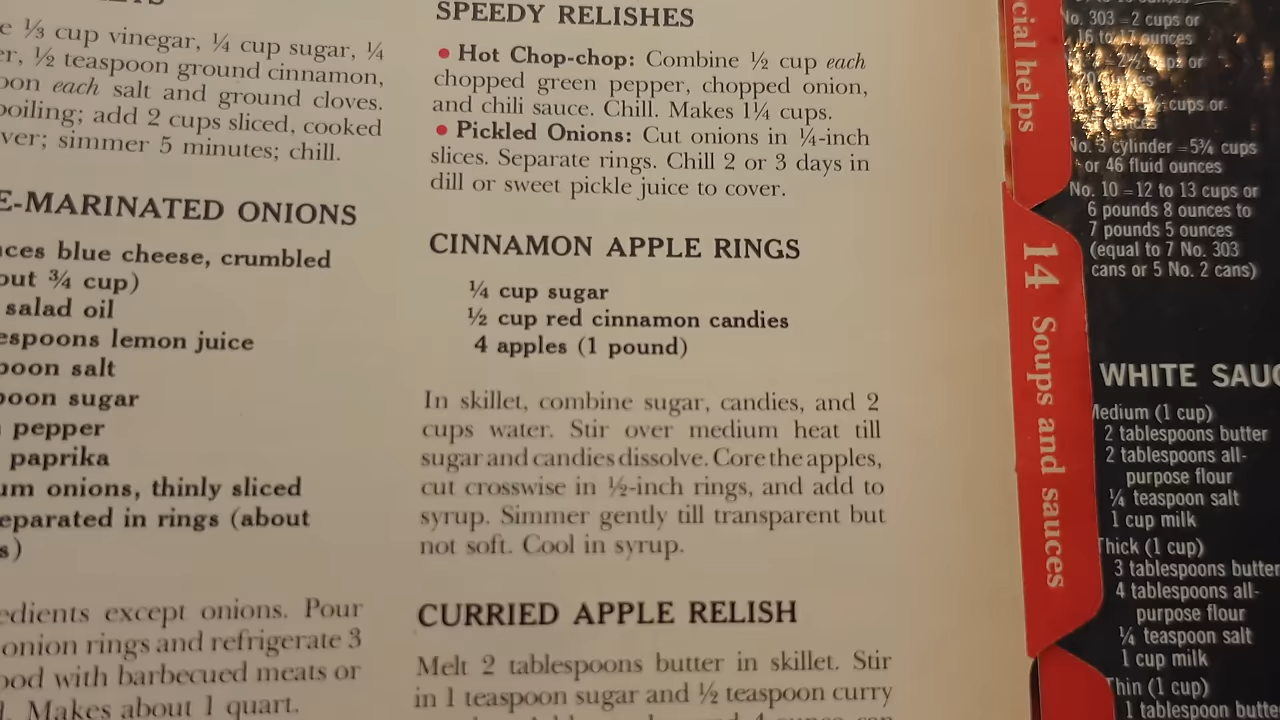 e ⅓ cup vinegar, ¼ cup sugar, ¼
er, ½ teaspoon ground cinnamon,
oon each salt and ground cloves.
boiling; add 2 cups sliced, cooked
ver; simmer 5 minutes; chill.
E-MARINATED ONIONS
nces blue cheese, crumbled
out ¾ cup)
salad oil
espoons lemon juice
poon salt
poon sugar
pepper
paprika
um onions, thinly sliced
eparated in rings (about
s)
edients except onions. Pour
onion rings and refrigerate 3
ood with barbecued meats or
Makes about 1 quart.
SPEEDY RELISHES
• Hot Chop-chop: Combine ½ cup each
chopped green pepper, chopped onion,
and chili sauce. Chill. Makes 1¼ cups.
• Pickled Onions: Cut onions in ¼-inch
slices. Separate rings. Chill 2 or 3 days in
dill or sweet pickle juice to cover.
CINNAMON APPLE RINGS
¼ cup sugar
½ cup red cinnamon candies
4 apples (1 pound)
In skillet, combine sugar, candies, and 2
cups water. Stir over medium heat till
sugar and candies dissolve. Core the apples,
cut crosswise in ½-inch rings, and add to
syrup. Simmer gently till transparent but
not soft. Cool in syrup.
CURRIED APPLE RELISH
Melt 2 tablespoons butter in skillet. Stir
in 1 teaspoon sugar and ½ teaspoon curry
cial helps
14 Soups and sauces
No. 303 = 2 cups or
16 to 17 ounces
cups or
No. 3 cylinder = 5¾ cups
or 46 fluid ounces
No. 10 = 12 to 13 cups or
6 pounds 8 ounces to
7 pounds 5 ounces
(equal to 7 No. 303
cans or 5 No. 2 cans)
WHITE SAUC
Medium (1 cup)
2 tablespoons butter
2 tablespoons all-
purpose flour
¼ teaspoon salt
1 cup milk
Thick (1 cup)
3 tablespoons butter
4 tablespoons all-
purpose flour
¼ teaspoon salt
1 cup milk
Thin (1 cup)
1 tablespoon butte